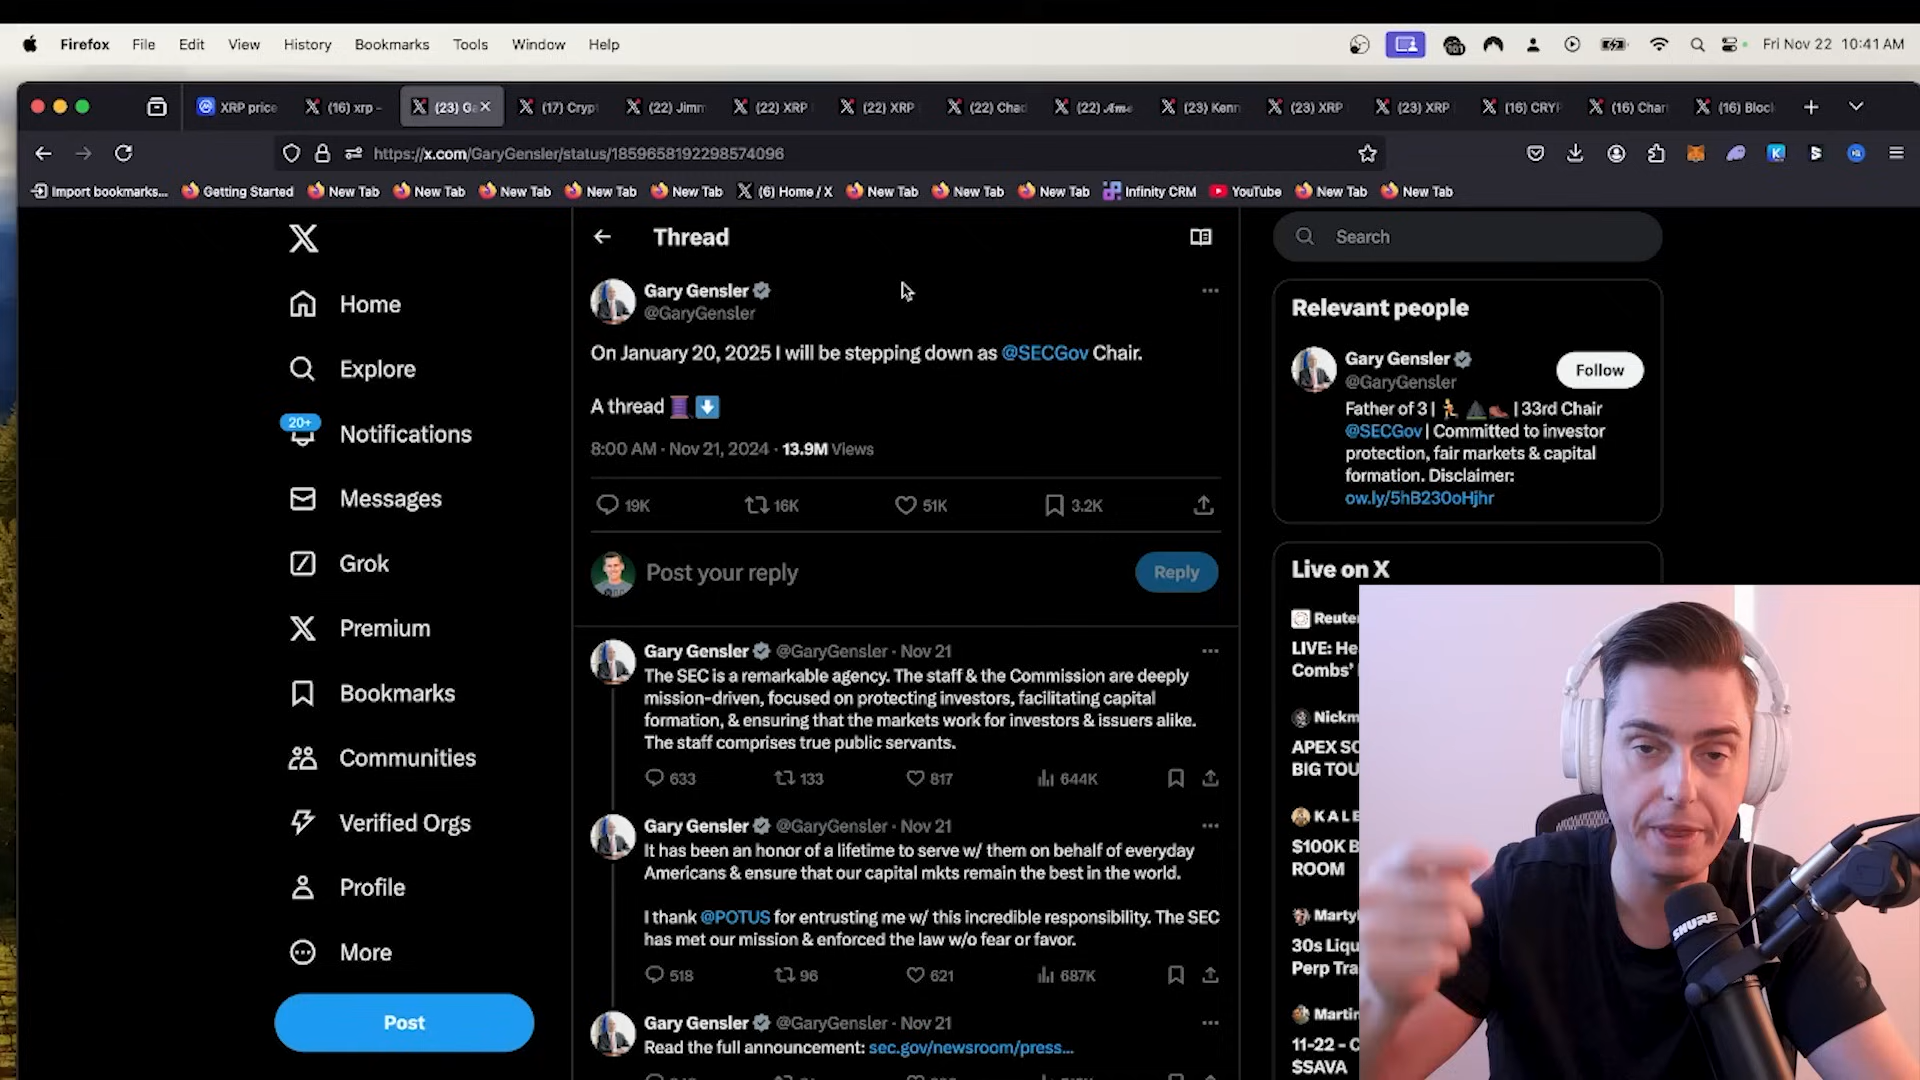 Firefox File Edit View History Bookmarks Tools Window Help Fri Nov 22 10:41 AM
XRP price (16) xrp - (23) Ga (17) Crypt (22) Jimm (22) XRP (22) XRP (22) Chad (22) Ame (23) Kenn (23) XRP (23) XRP (16) CRYP (16) Char (16) Block
https://x.com/GaryGensler/status/1859658192298574096
Import bookmarks... Getting Started New Tab New Tab New Tab New Tab New Tab (6) Home / X New Tab New Tab New Tab Infinity CRM YouTube New Tab New Tab
Home
Explore
20+
Notifications
Messages
Grok
Premium
Bookmarks
Communities
Verified Orgs
Profile
More
Post
Thread
Gary Gensler
@GaryGensler
On January 20, 2025 I will be stepping down as @SECGov Chair.
A thread
8:00 AM · Nov 21, 2024 · 13.9M Views
19K 16K 51K 3.2K
Post your reply Reply
Gary Gensler @GaryGensler · Nov 21
The SEC is a remarkable agency. The staff & the Commission are deeply
mission-driven, focused on protecting investors, facilitating capital
formation, & ensuring that the markets work for investors & issuers alike.
The staff comprises true public servants.
633 133 817 644K
Gary Gensler @GaryGensler · Nov 21
It has been an honor of a lifetime to serve w/ them on behalf of everyday
Americans & ensure that our capital mkts remain the best in the world.
I thank @POTUS for entrusting me w/ this incredible responsibility. The SEC
has met our mission & enforced the law w/o fear or favor.
518 96 621 687K
Gary Gensler @GaryGensler · Nov 21
Read the full announcement: sec.gov/newsroom/press...
Search
Relevant people
Gary Gensler
@GaryGensler
Follow
Father of 3 | | 33rd Chair
@SECGov | Committed to investor
protection, fair markets & capital
formation. Disclaimer:
ow.ly/5hB230oHjhr
Live on X
Reuter
LIVE: He
Combs'
Nickm
APEX SO
BIG TOU
KALE
$100K B
ROOM
Marty
30s Liqu
Perp Tra
Martin
11-22 - C
$SAVA
SHURE